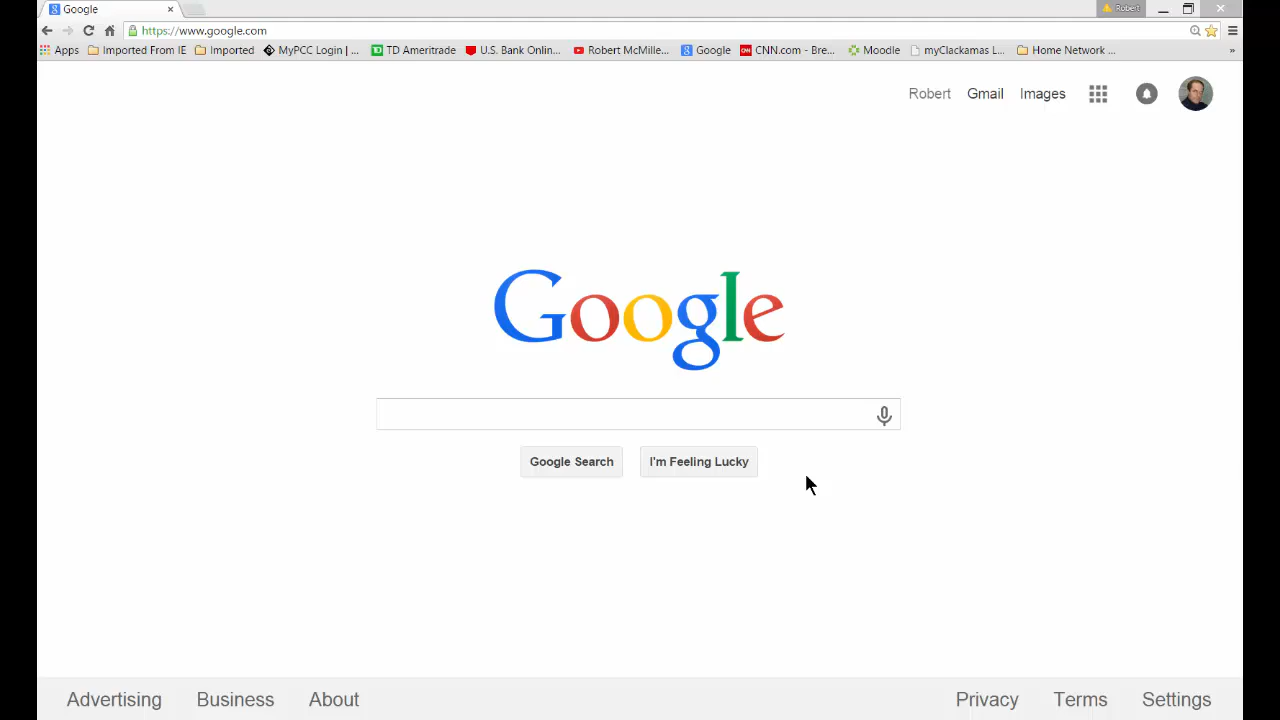 Google
Robert
https://www.google.com
Apps Imported From IE Imported MyPCC Login | ... TD Ameritrade U.S. Bank Onlin... Robert McMille... Google CNN.com - Bre... Moodle myClackamas L... Home Network ... »
Robert Gmail Images
Google
Google Search I'm Feeling Lucky
Advertising Business About Privacy Terms Settings